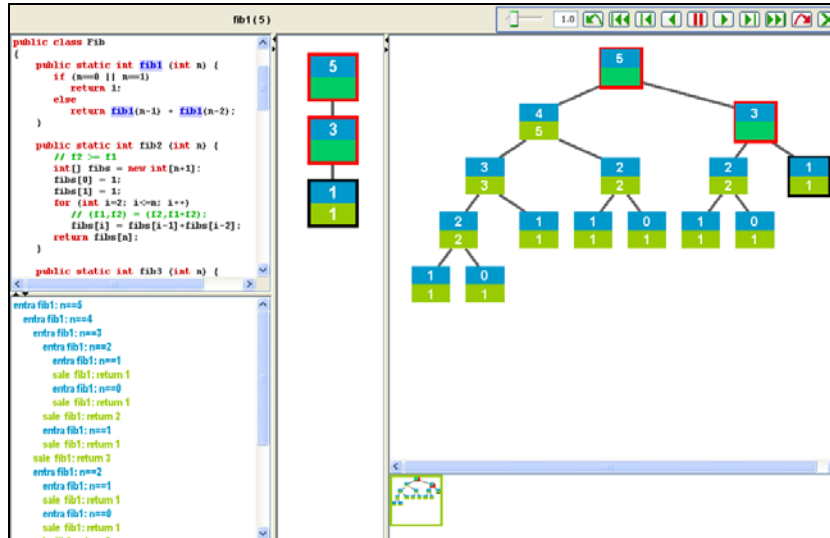 fib1 ( 5 )
1.0
public class Fib
{
public static int fib1 (int n) {
if (n==0 || n==1)
return 1;
else
return fib1(n-1) + fib1(n-2);
}
public static int fib2 (int n) {
// f2 >= f1
int[] fibs = new int[n+1];
fibs[0] = 1;
fibs[1] = 1;
for (int i=2; i<=n; i++)
// (f1,f2) = (f2,f1+f2);
fibs[i] = fibs[i-1]+fibs[i-2];
return fibs[n];
}
public static int fib3 (int n) {
entra fib1: n==5
entra fib1: n==4
entra fib1: n==3
entra fib1: n==2
entra fib1: n==1
sale fib1: return 1
entra fib1: n==0
sale fib1: return 1
sale fib1: return 2
entra fib1: n==1
sale fib1: return 1
sale fib1: return 3
entra fib1: n==2
entra fib1: n==1
sale fib1: return 1
entra fib1: n==0
sale fib1: return 1
5
3
1
1
5
4 3
5
3 2 2 1
3 2 2 1
2 1 1 0 1 0
2 1 1 1 1 1
1 0
1 1